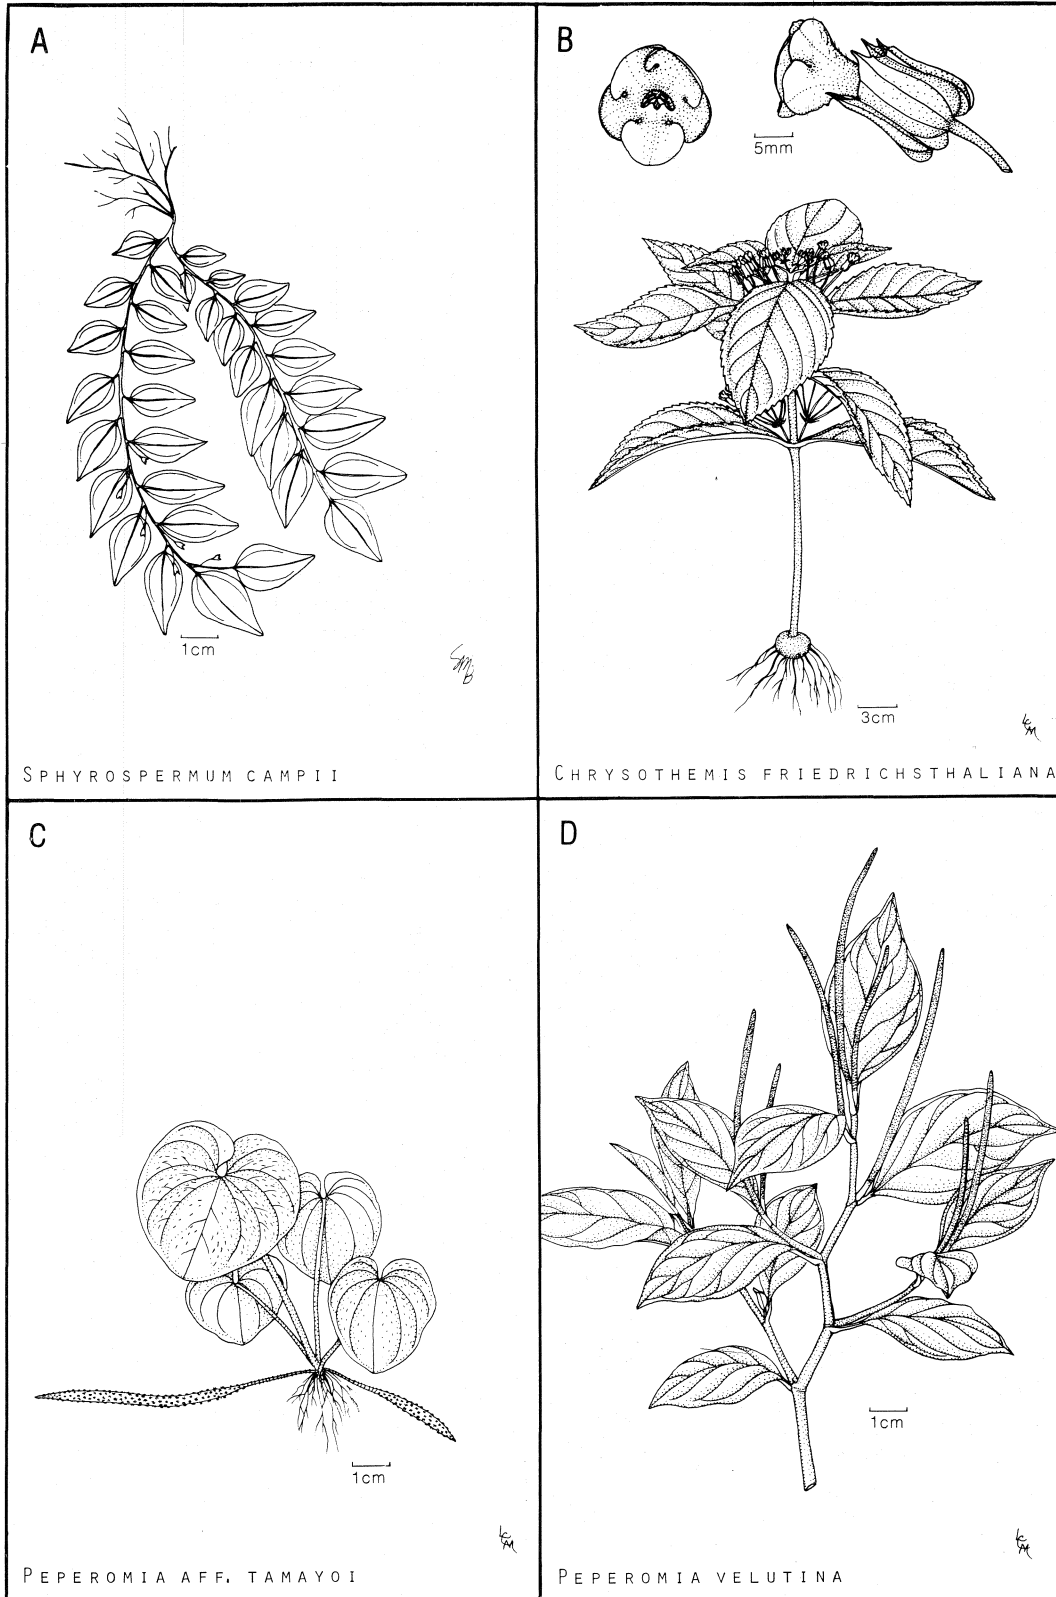 A
1cm
SPHYROSPERMUM CAMPII
B
5mm
3cm
CHRYSOTHEMIS FRIEDRICHSTHALIANA
C
1cm
PEPEROMIA AFF. TAMAYOI
D
1cm
PEPEROMIA VELUTINA